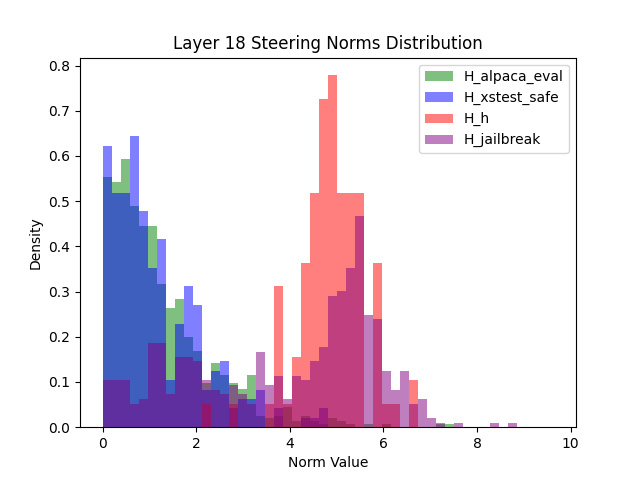 Layer 18 Steering Norms Distribution
H_alpaca_eval
H_xstest_safe
H_h
H_jailbreak
Density
0.8
0.7
0.6
0.5
0.4
0.3
0.2
0.1
0.0
0 2 4 6 8 10
Norm Value